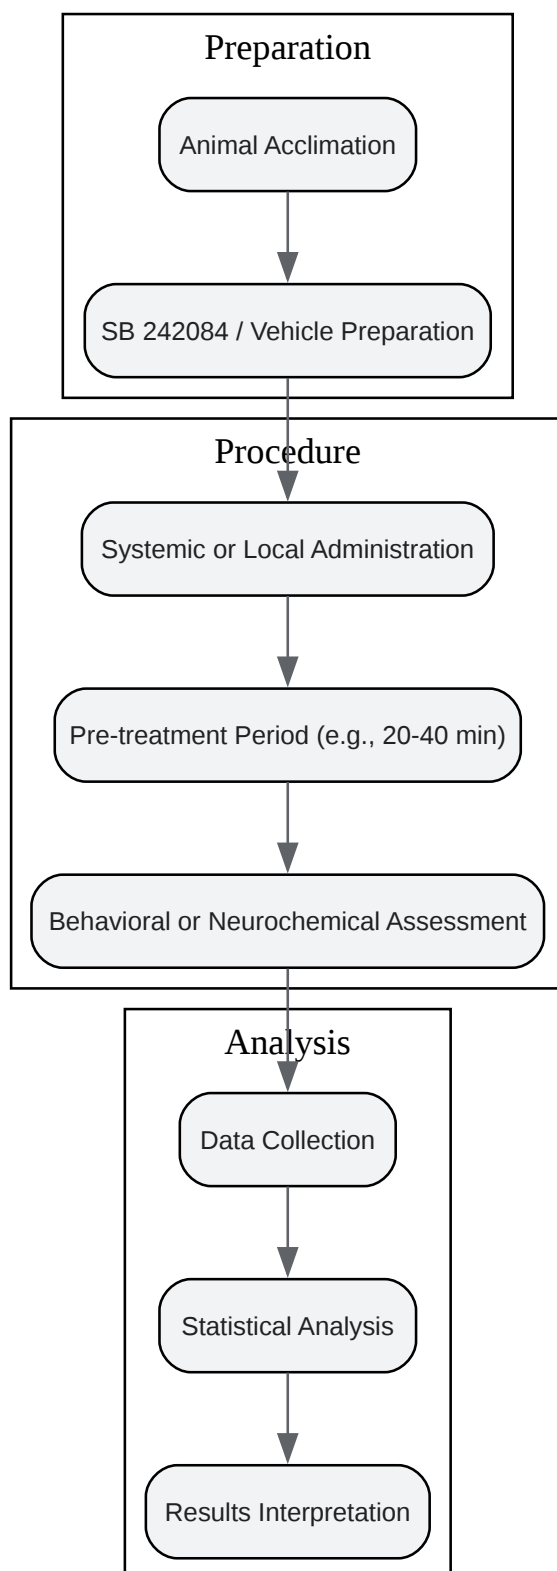 Preparation
Animal Acclimation
SB 242084 / Vehicle Preparation
Procedure
Systemic or Local Administration
Pre-treatment Period (e.g., 20-40 min)
Behavioral or Neurochemical Assessment
Analysis
Data Collection
Statistical Analysis
Results Interpretation